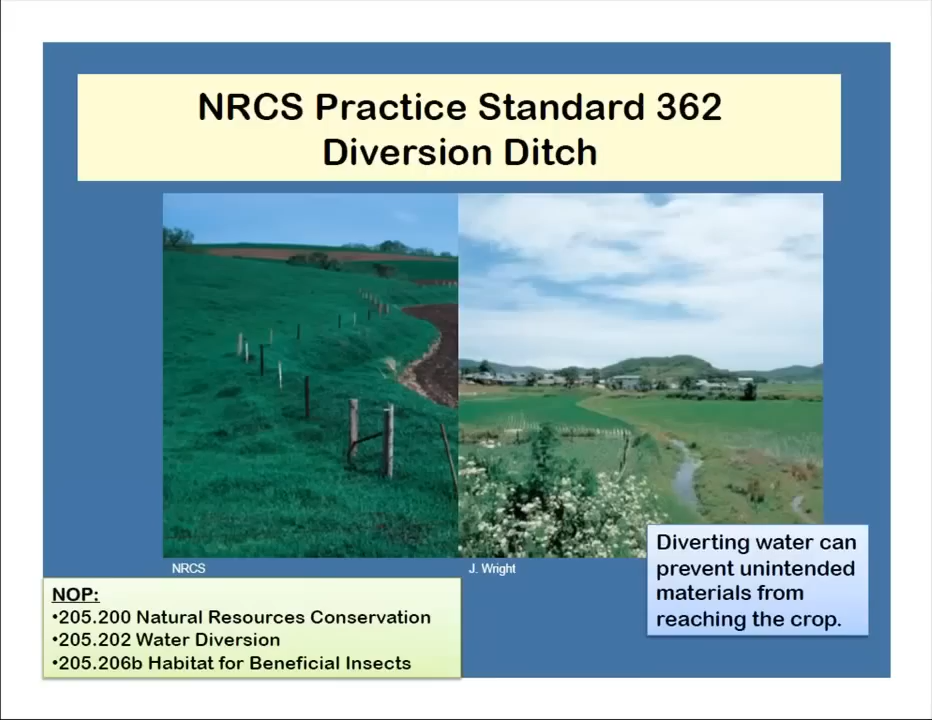 NRCS Practice Standard 362
Diversion Ditch
NRCS
J. Wright
Diverting water can
prevent unintended
materials from
reaching the crop.
NOP:
•205.200 Natural Resources Conservation
•205.202 Water Diversion
•205.206b Habitat for Beneficial Insects